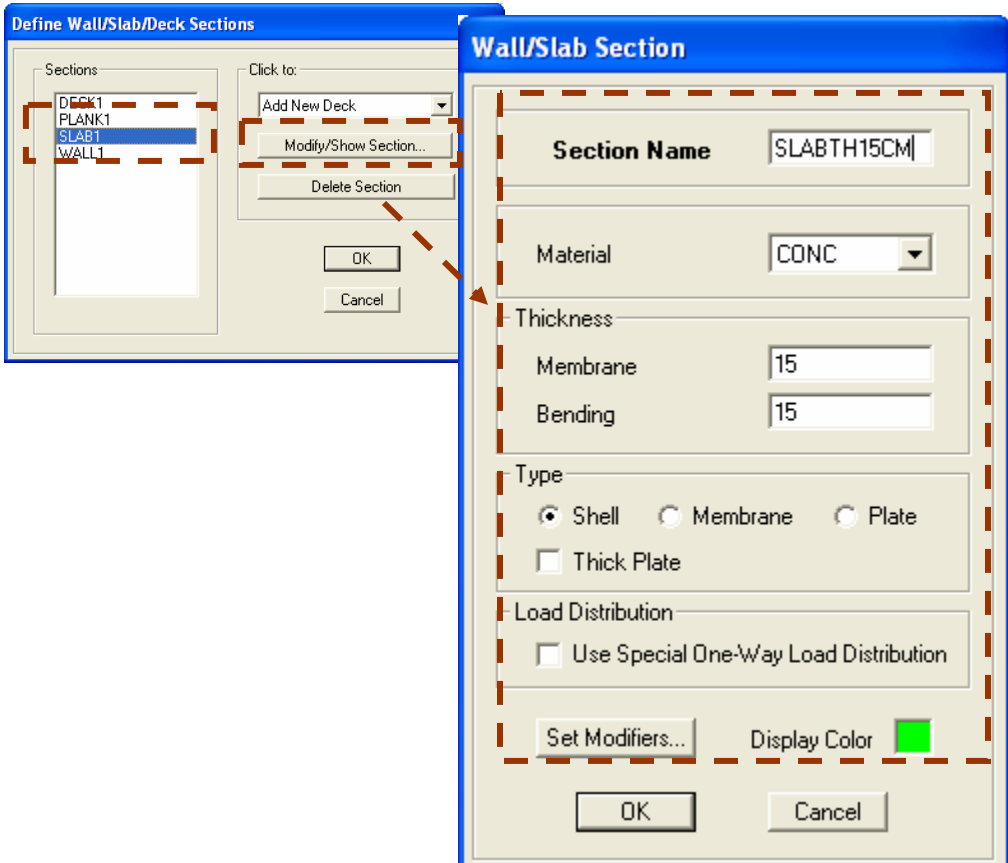 Define Wall/Slab/Deck Sections
Sections
DECK1
PLANK1
SLAB1
WALL1
Click to:
Add New Deck
Modify/Show Section...
Delete Section
OK
Cancel
Wall/Slab Section
Section Name SLABTH15CM
Material CONC
Thickness
Membrane 15
Bending 15
Type
Shell Membrane Plate
Thick Plate
Load Distribution
Use Special One-Way Load Distribution
Set Modifiers... Display Color
OK Cancel